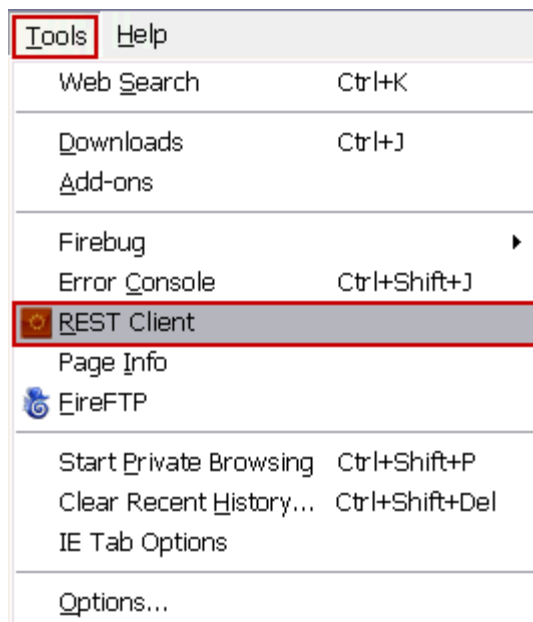 Tools Help
Web Search Ctrl+K
Downloads Ctrl+J
Add-ons
Firebug
Error Console Ctrl+Shift+J
REST Client
Page Info
FireFTP
Start Private Browsing Ctrl+Shift+P
Clear Recent History... Ctrl+Shift+Del
IE Tab Options
Options...